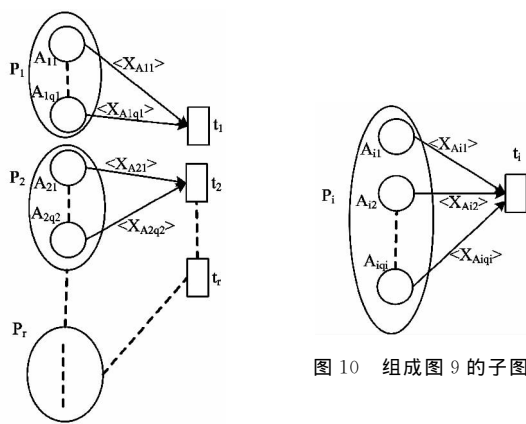 P1
A11
<XA11>
A1q1
<XA1q1>
t1
P2
A21
<XA21>
t2
A2q2
<XA2q2>
tr
Pr
Pi
Ai1
<XAi1>
ti
Ai2
<XAi2>
Aiqi
<XAiqi>
图 10 组成图 9 的子图